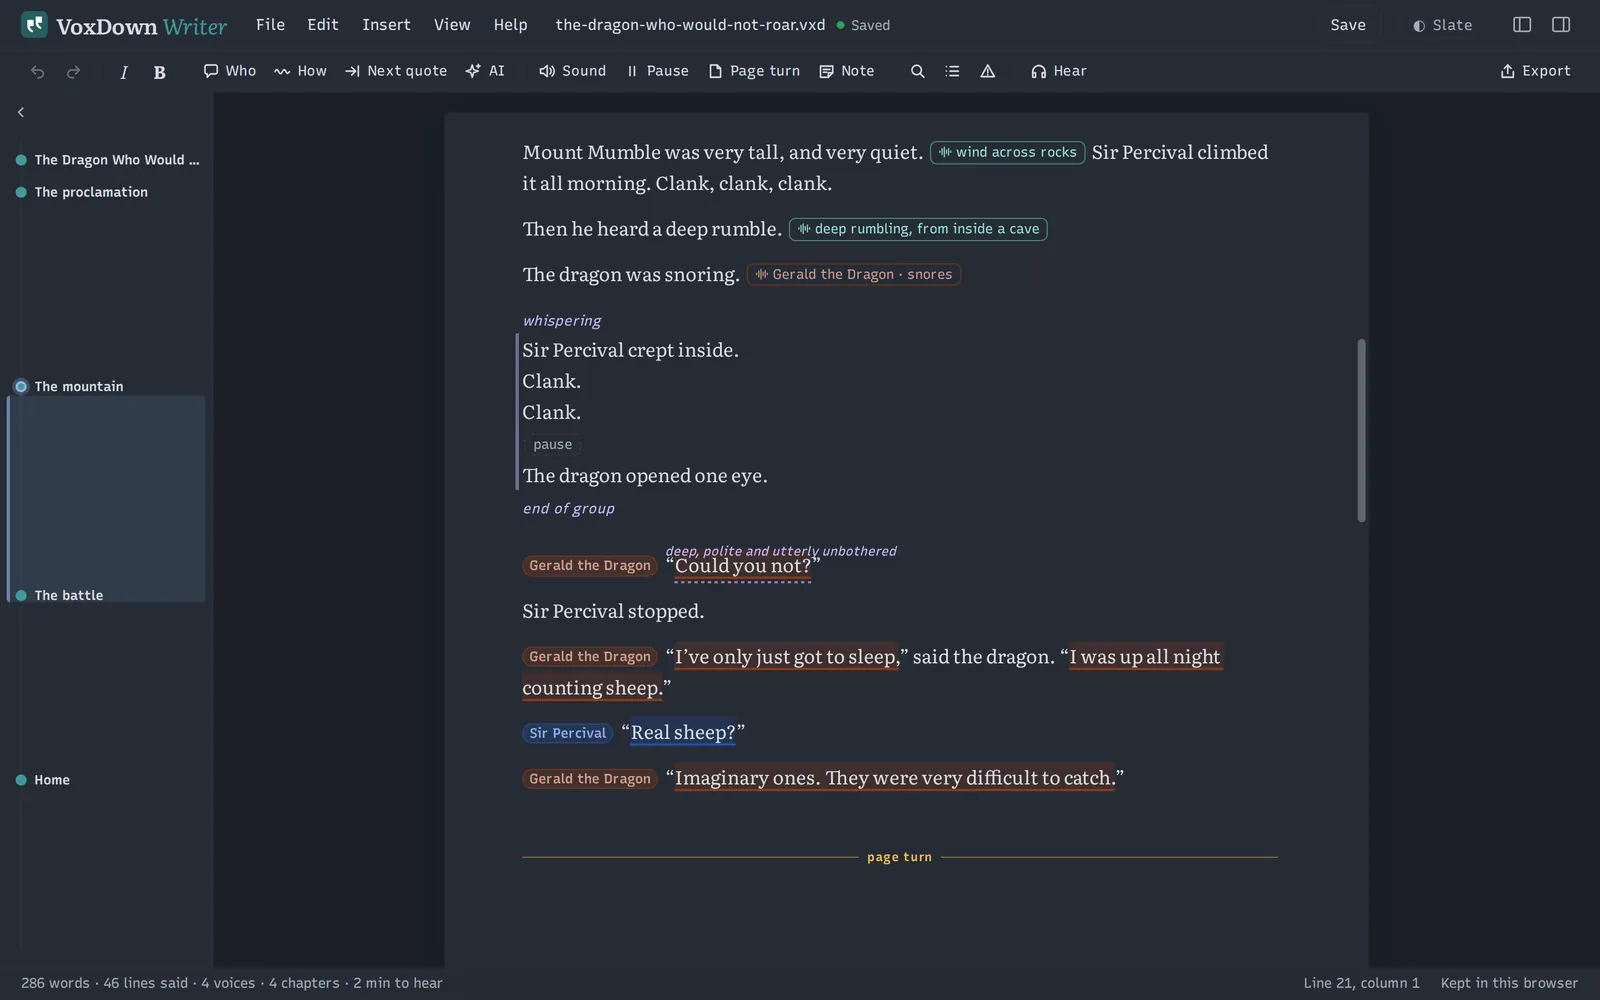 VoxDown Writer File Edit Insert View Help the-dragon-who-would-not-roar.vxd Saved Save Slate
I B Who How Next quote AI Sound Pause Page turn Note Hear Export
The Dragon Who Would ...
The proclamation
The mountain
The battle
Home
Mount Mumble was very tall, and very quiet. wind across rocks Sir Percival climbed
it all morning. Clank, clank, clank.
Then he heard a deep rumble. deep rumbling, from inside a cave
The dragon was snoring. Gerald the Dragon · snores
whispering
Sir Percival crept inside.
Clank.
Clank.
pause
The dragon opened one eye.
end of group
deep, polite and utterly unbothered
Gerald the Dragon “Could you not?”
Sir Percival stopped.
Gerald the Dragon “I’ve only just got to sleep,” said the dragon. “I was up all night
counting sheep.”
Sir Percival “Real sheep?”
Gerald the Dragon “Imaginary ones. They were very difficult to catch.”
page turn
286 words · 46 lines said · 4 voices · 4 chapters · 2 min to hear Line 21, column 1 Kept in this browser